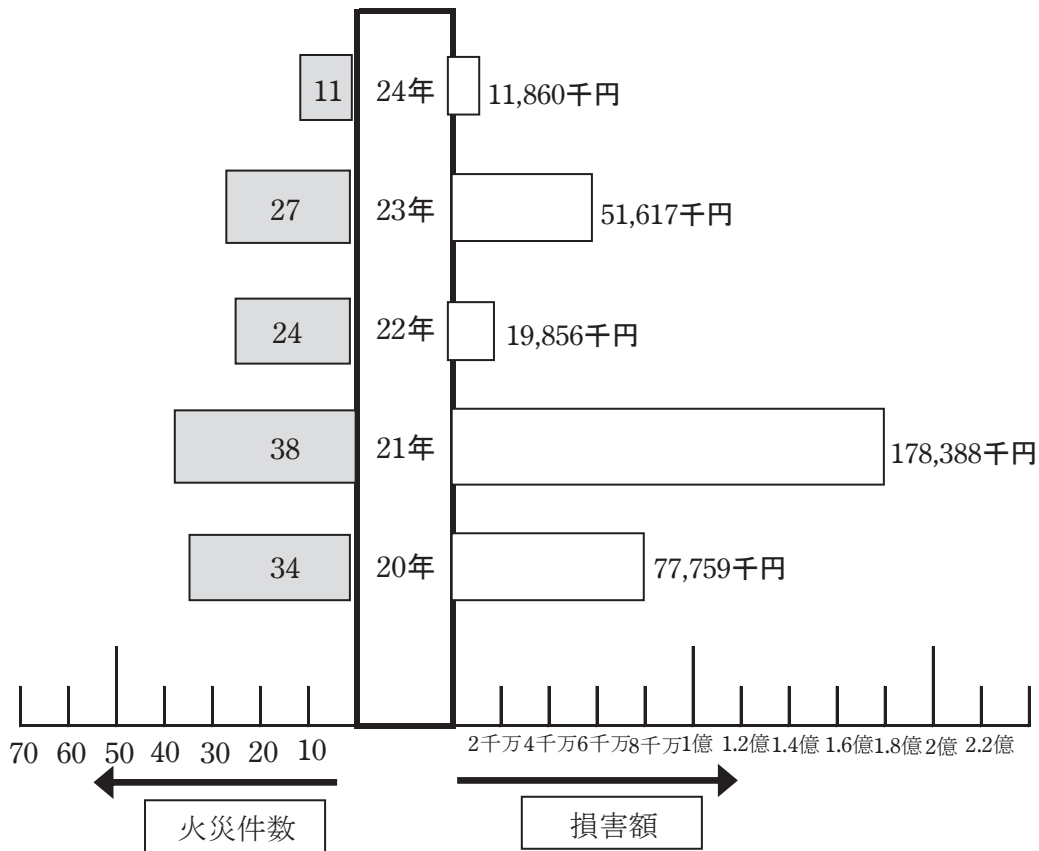 11 24年 11,860千円
27 23年 51,617千円
24 22年 19,856千円
38 21年 178,388千円
34 20年 77,759千円
70 60 50 40 30 20 10 2千万 4千万 6千万 8千万 1億 1.2億 1.4億 1.6億 1.8億 2億 2.2億
火災件数 損害額